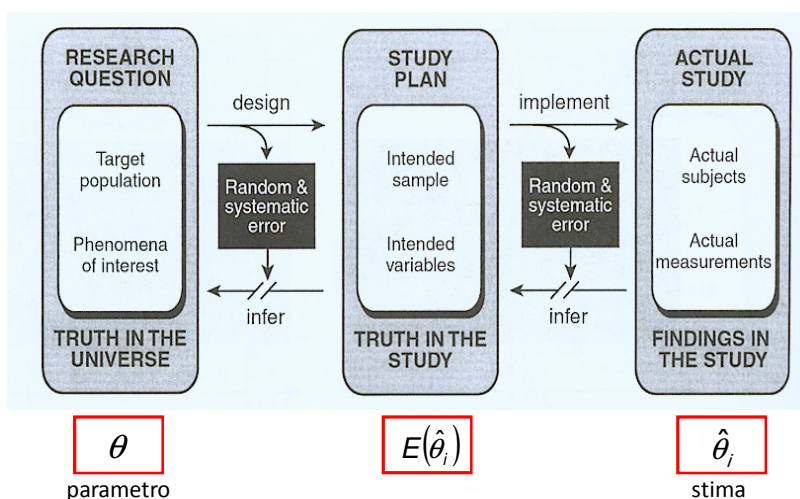 RESEARCH
QUESTION
Target
population
Phenomena
of interest
TRUTH IN THE
UNIVERSE
design
Random &
systematic
error
infer
STUDY
PLAN
Intended
sample
Intended
variables
TRUTH IN THE
STUDY
implement
Random &
systematic
error
infer
ACTUAL
STUDY
Actual
subjects
Actual
measurements
FINDINGS IN
THE STUDY
θ
parametro
E(θ̂ᵢ)
θ̂ᵢ
stima